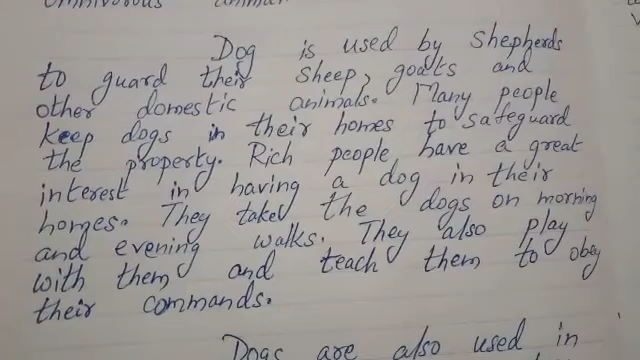 omnivorous animal
Dog is used by shepherds
to guard their sheep, goats and
other domestic animals. Many people
keep dogs in their homes to safeguard
the property. Rich people have a great
interest in having a dog in their
homes. They take the dogs on morning
and evening walks. They also play
with them and teach them to obey
their commands.
Dogs are also used in